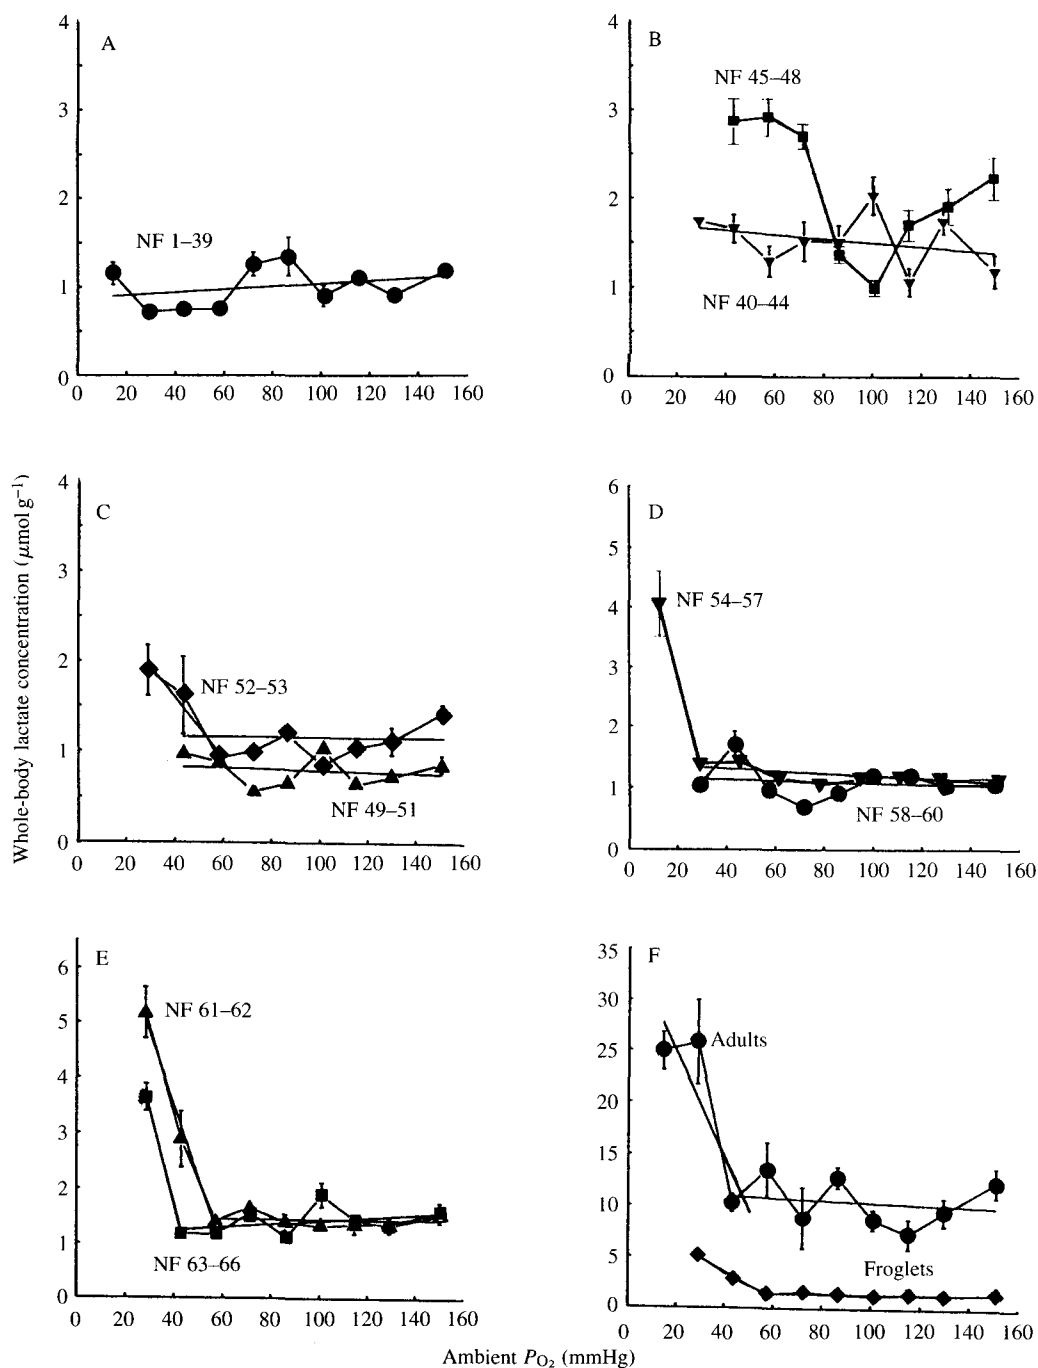 A
4
3
2
1
0
NF 1–39
0 20 40 60 80 100 120 140 160
B
4
3
2
1
0
NF 45–48
NF 40–44
0 20 40 60 80 100 120 140 160
C
4
3
2
1
0
NF 52–53
NF 49–51
0 20 40 60 80 100 120 140 160
D
6
5
4
3
2
1
0
NF 54–57
NF 58–60
0 20 40 60 80 100 120 140 160
E
6
5
4
3
2
1
0
NF 61–62
NF 63–66
0 20 40 60 80 100 120 140 160
F
35
30
25
20
15
10
5
0
Adults
Froglets
0 20 40 60 80 100 120 140 160
Whole-body lactate concentration (μmol g⁻¹)
Ambient PO₂ (mmHg)